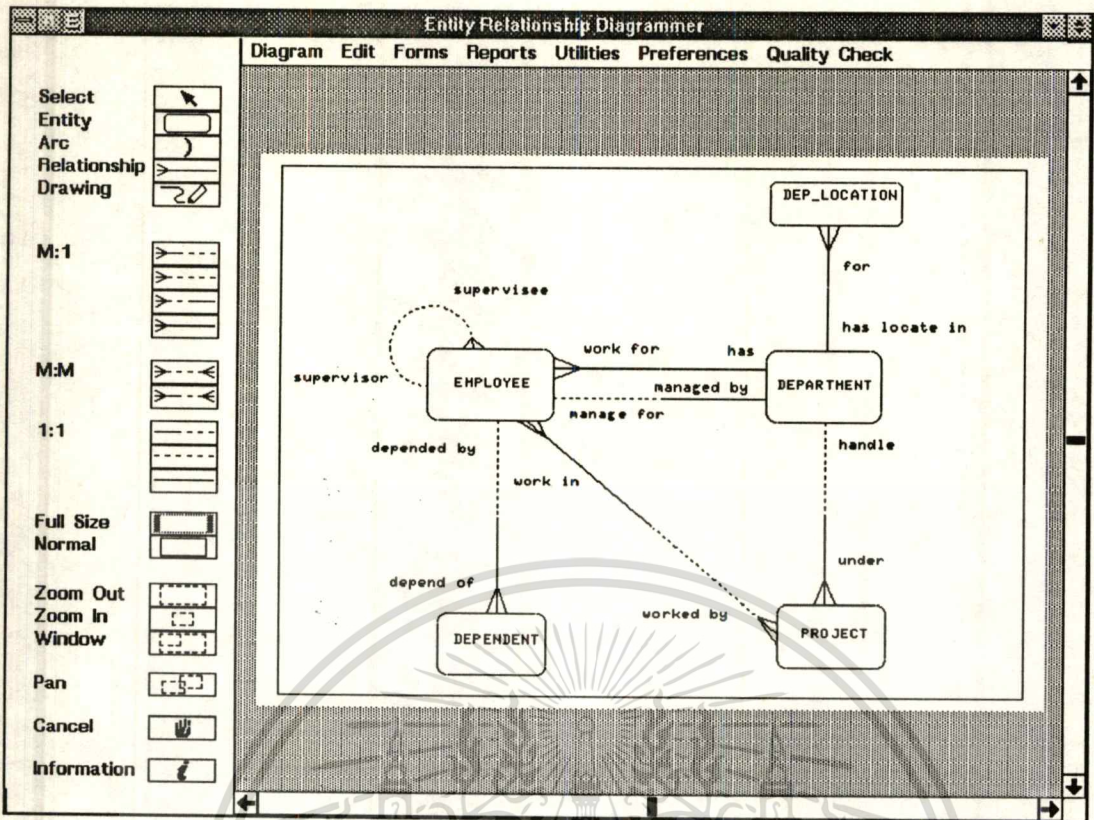 Entity Relationship Diagrammer
Diagram Edit Forms Reports Utilities Preferences Quality Check
Select
Entity
Arc
Relationship
Drawing
M:1
M:M
1:1
Full Size
Normal
Zoom Out
Zoom In
Window
Pan
Cancel
Information
i
DEP_LOCATION
for
has locate in
supervisee
supervisor
EMPLOYEE
work for
has
managed by
manage for
DEPARTMENT
depended by
work in
handle
depend of
under
worked by
DEPENDENT
PROJECT